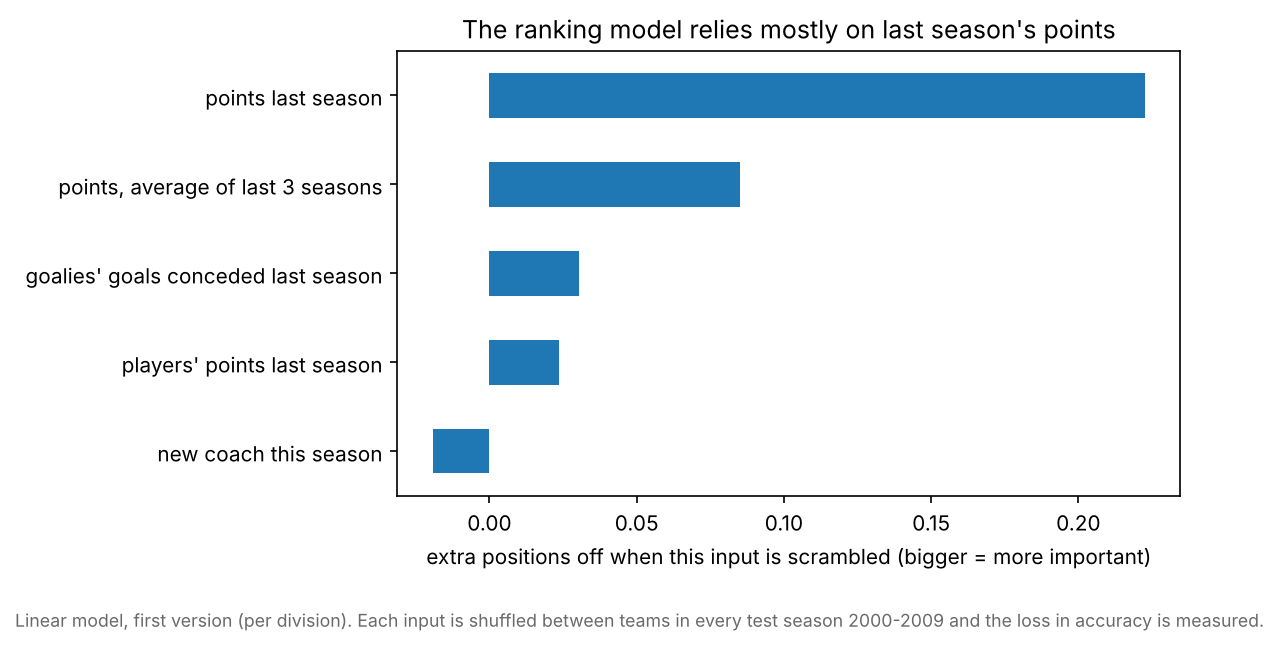 The ranking model relies mostly on last season's points
points last season
points, average of last 3 seasons
goalies' goals conceded last season
players' points last season
new coach this season
0.00 0.05 0.10 0.15 0.20
extra positions off when this input is scrambled (bigger = more important)
Linear model, first version (per division). Each input is shuffled between teams in every test season 2000-2009 and the loss in accuracy is measured.